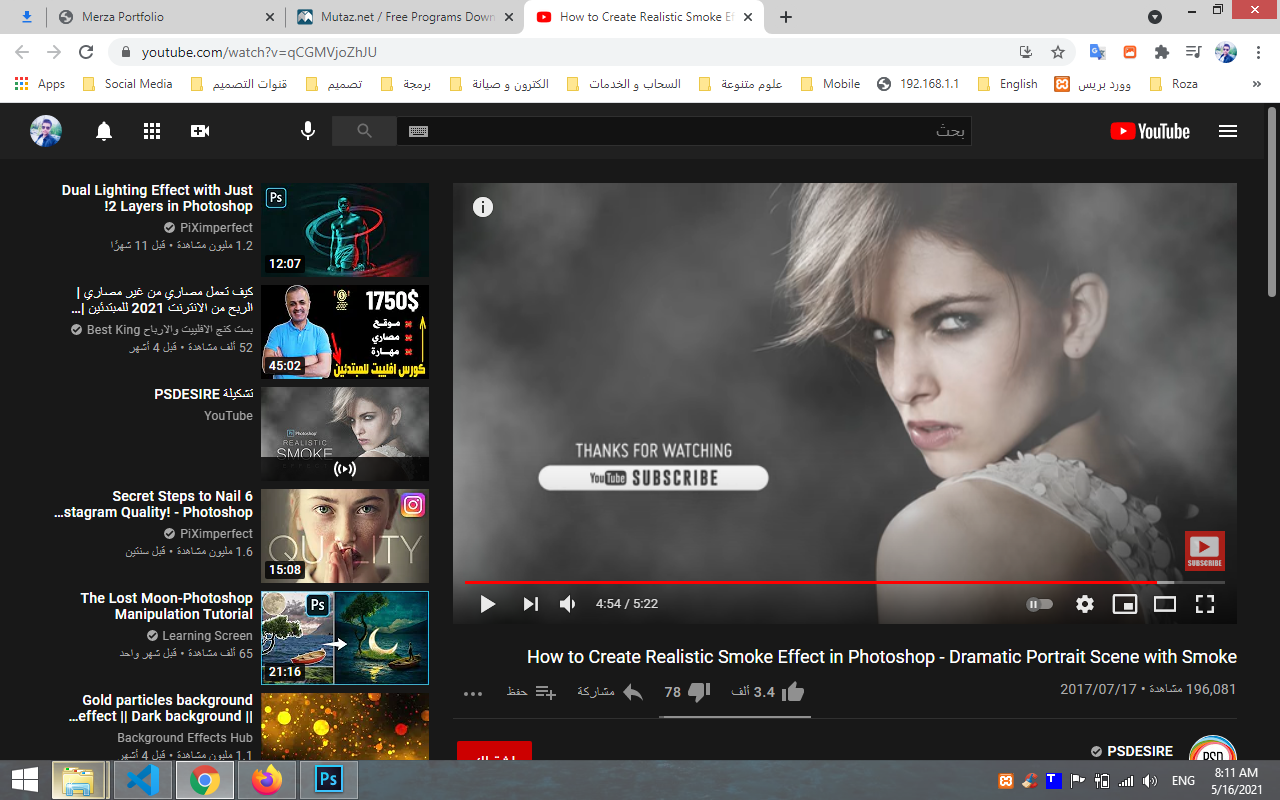 Merza Portfolio
Mutaz.net / Free Programs Down
How to Create Realistic Smoke Ef
youtube.com/watch?v=qCGMVjoZhJU
Apps
Social Media
قنوات التصميم
تصميم
برمجة
الكترون و صيانة
السحاب و الخدمات
علوم متنوعة
Mobile
192.168.1.1
English
وورد بريس
Roza
»
بحث
YouTube
Dual Lighting Effect with Just
!2 Layers in Photoshop
PiXimperfect
1.2 مليون مشاهدة • قبل 11 شهرًا
Ps
12:07
كيف تعمل مصاري من غير مصاري |
الربح من الانترنت 2021 للمبتدئين |...
بست كنج الافلييت والارباح Best King
52 ألف مشاهدة • قبل 4 أشهر
1750$
موقع
مصاري
مهارة
كورس افلييت للمبتدئين
45:02
تشكيلة PSDESIRE
YouTube
Photoshop
REALISTIC
SMOKE
Secret Steps to Nail 6
...stagram Quality! - Photoshop
PiXimperfect
1.6 مليون مشاهدة • قبل سنتين
QUALITY
15:08
The Lost Moon-Photoshop
Manipulation Tutorial
Learning Screen
65 ألف مشاهدة • قبل شهر واحد
Ps
21:16
Gold particles background
...effect || Dark background ||
Background Effects Hub
1.1 مليون مشاهدة • قبل 4 أشهر
THANKS FOR WATCHING
YouTube SUBSCRIBE
SUBSCRIBE
4:54 / 5:22
How to Create Realistic Smoke Effect in Photoshop - Dramatic Portrait Scene with Smoke
196,081 مشاهدة • 2017/07/17
3.4 ألف
78
مشاركة
حفظ
PSDESIRE
PSD
Ps
T
ENG
8:11 AM
5/16/2021